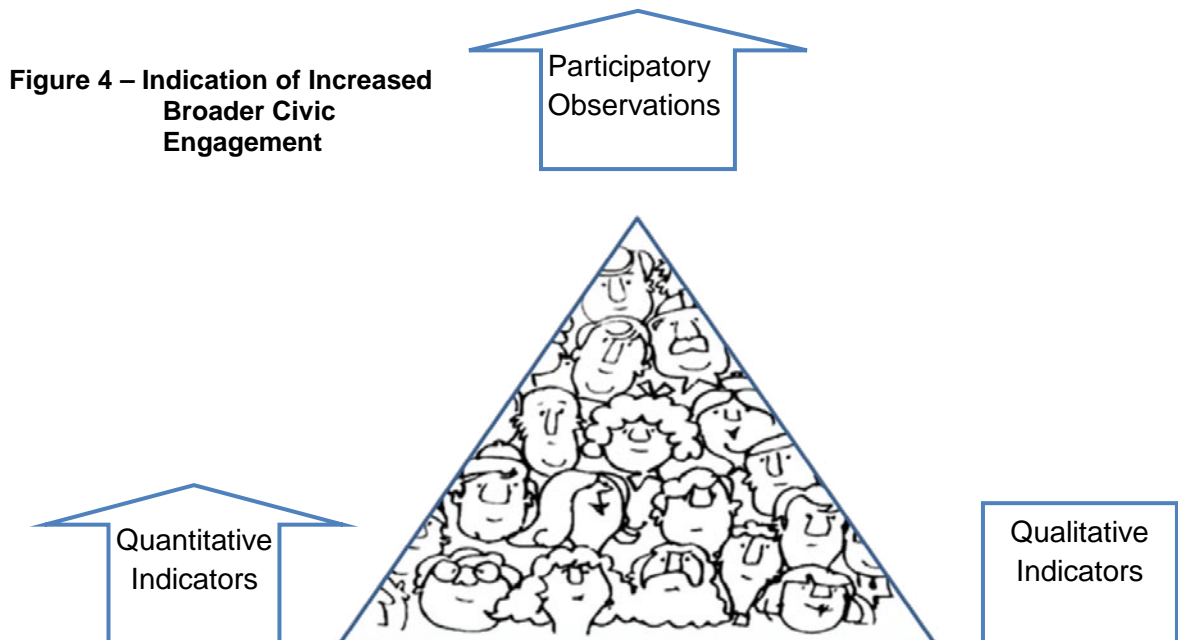 Figure 4 – Indication of Increased
Broader Civic
Engagement
Participatory
Observations
Quantitative
Indicators
Qualitative
Indicators